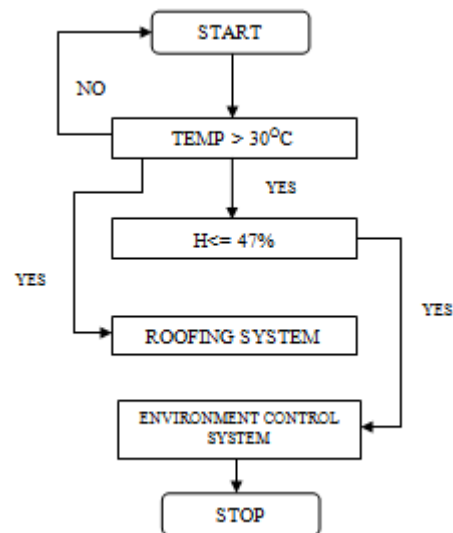 START
NO
TEMP > 30°C
YES
H<= 47%
YES
YES
ROOFING SYSTEM
ENVIRONMENT CONTROL
SYSTEM
STOP